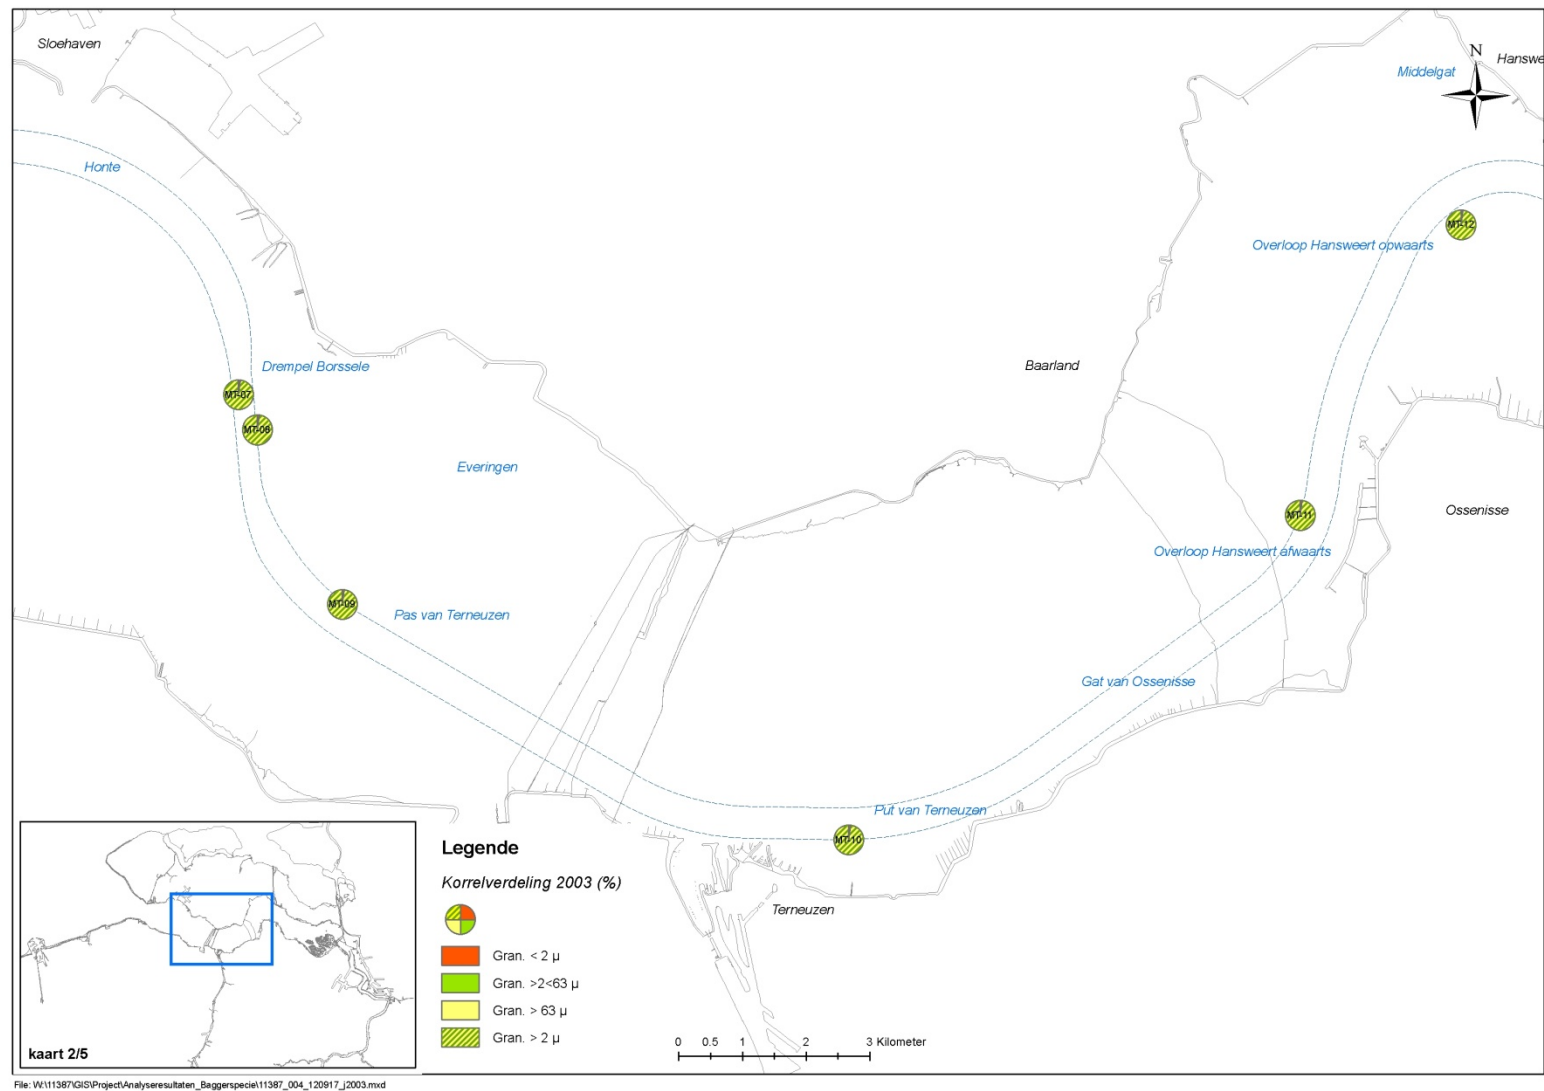 Sloehaven
N
Hanswe
Middelgat
Honte
MT-12
Overloop Hansweert opwaarts
Drempel Borssele
Baarland
MT-07
MT-08
Everingen
Ossenisse
MT-11
Overloop Hansweert afwaarts
MT-09
Pas van Terneuzen
Gat van Ossenisse
Put van Terneuzen
MT-10
Terneuzen
Legende
Korrelverdeling 2003 (%)
Gran. < 2 µ
Gran. >2<63 µ
Gran. > 63 µ
Gran. > 2 µ
0 0.5 1 2 3 Kilometer
kaart 2/5
File: W:\11387\GIS\Project\Analyseresultaten_Baggerspecie\11387_004_120917_j2003.mxd